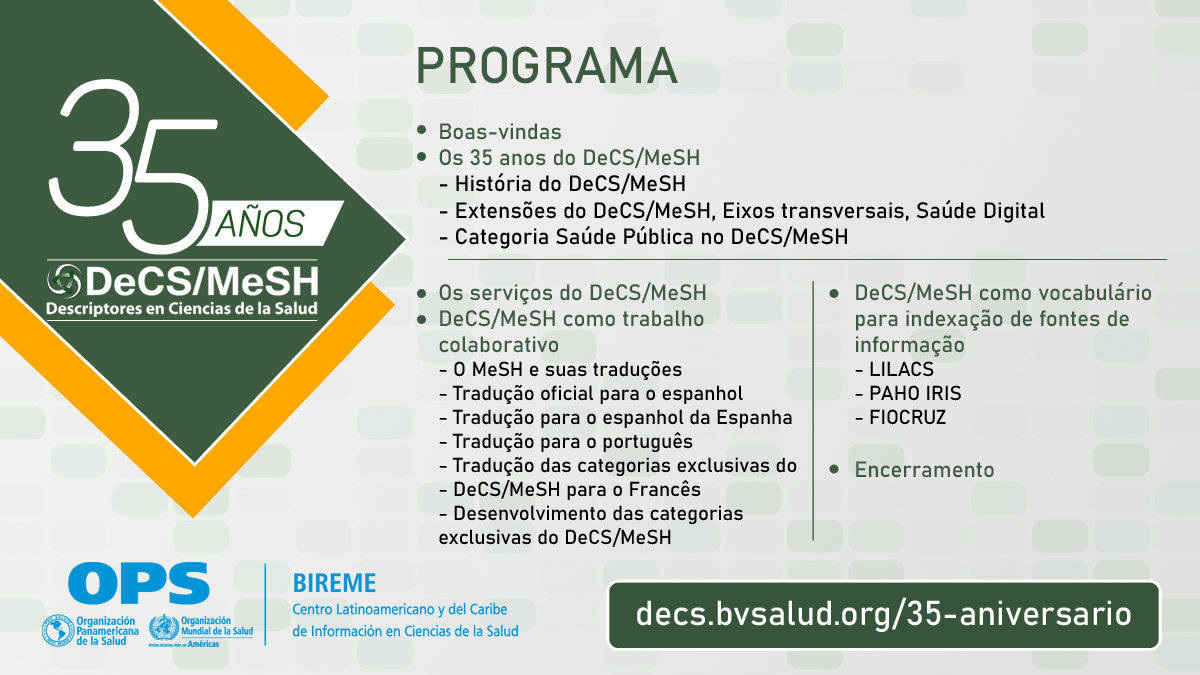 35
AÑOS
DeCS/MeSH
Descriptores en Ciencias de la Salud
PROGRAMA
• Boas-vindas
• Os 35 anos do DeCS/MeSH
- História do DeCS/MeSH
- Extensões do DeCS/MeSH, Eixos transversais, Saúde Digital
- Categoria Saúde Pública no DeCS/MeSH
• Os serviços do DeCS/MeSH
• DeCS/MeSH como trabalho
colaborativo
- O MeSH e suas traduções
- Tradução oficial para o espanhol
- Tradução para o espanhol da Espanha
- Tradução para o português
- Tradução das categorias exclusivas do
- DeCS/MeSH para o Francês
- Desenvolvimento das categorias
exclusivas do DeCS/MeSH
• DeCS/MeSH como vocabulário
para indexação de fontes de
informação
- LILACS
- PAHO IRIS
- FIOCRUZ
• Encerramento
OPS
Organización
Panamericana
de la Salud
Organización
Mundial de la Salud
OFICINA REGIONAL PARA LAS Américas
BIREME
Centro Latinoamericano y del Caribe
de Información en Ciencias de la Salud
decs.bvsalud.org/35-aniversario